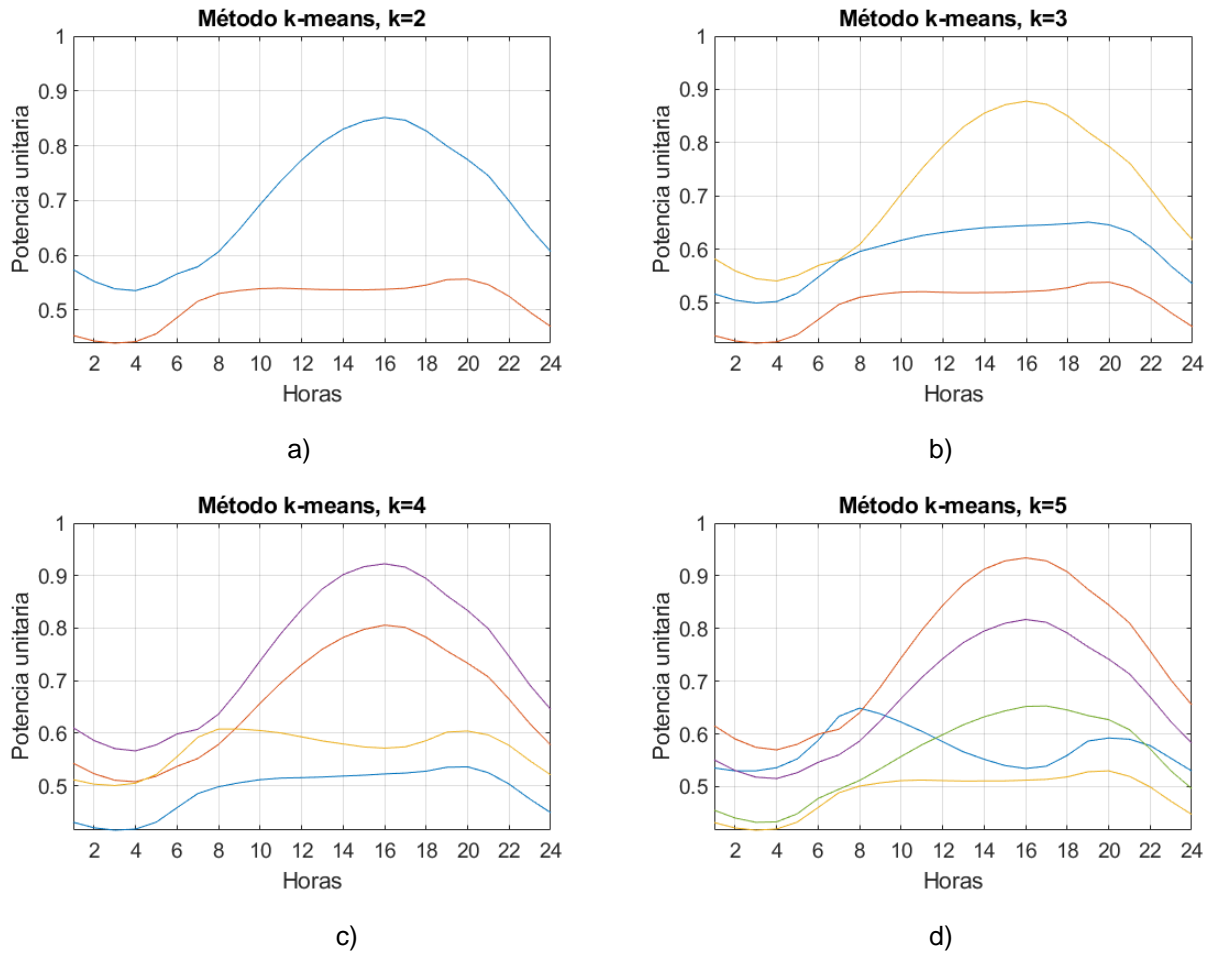 Método k-means, k=2
1
0.9
0.8
0.7
0.6
0.5
Potencia unitaria
2 4 6 8 10 12 14 16 18 20 22 24
Horas
a)
Método k-means, k=3
1
0.9
0.8
0.7
0.6
0.5
Potencia unitaria
2 4 6 8 10 12 14 16 18 20 22 24
Horas
b)
Método k-means, k=4
1
0.9
0.8
0.7
0.6
0.5
Potencia unitaria
2 4 6 8 10 12 14 16 18 20 22 24
Horas
c)
Método k-means, k=5
1
0.9
0.8
0.7
0.6
0.5
Potencia unitaria
2 4 6 8 10 12 14 16 18 20 22 24
Horas
d)